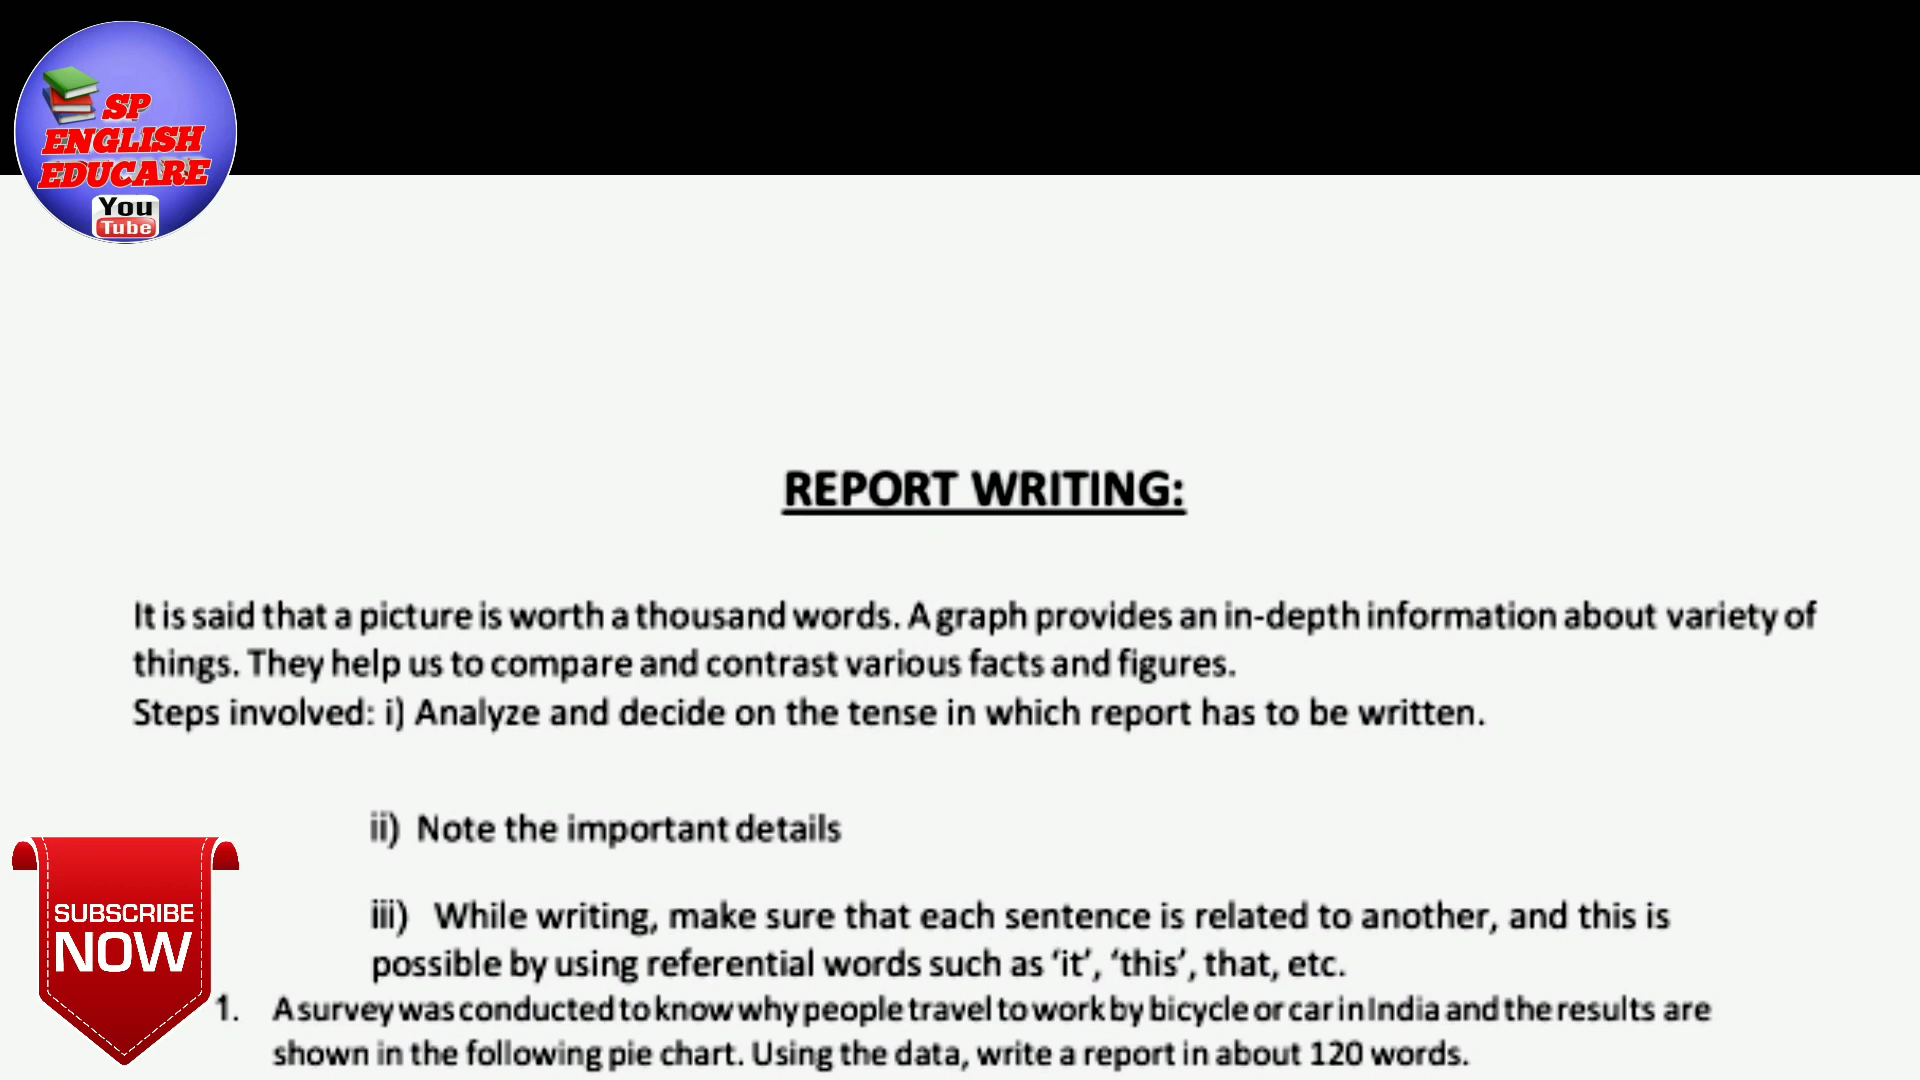 SP
ENGLISH
EDUCARE
You
Tube
REPORT WRITING:
It is said that a picture is worth a thousand words. A graph provides an in-depth information about variety of
things. They help us to compare and contrast various facts and figures.
Steps involved: i) Analyze and decide on the tense in which report has to be written.
ii) Note the important details
iii) While writing, make sure that each sentence is related to another, and this is
possible by using referential words such as ‘it’, ‘this’, that, etc.
SUBSCRIBE
NOW
1. A survey was conducted to know why people travel to work by bicycle or car in India and the results are
shown in the following pie chart. Using the data, write a report in about 120 words.